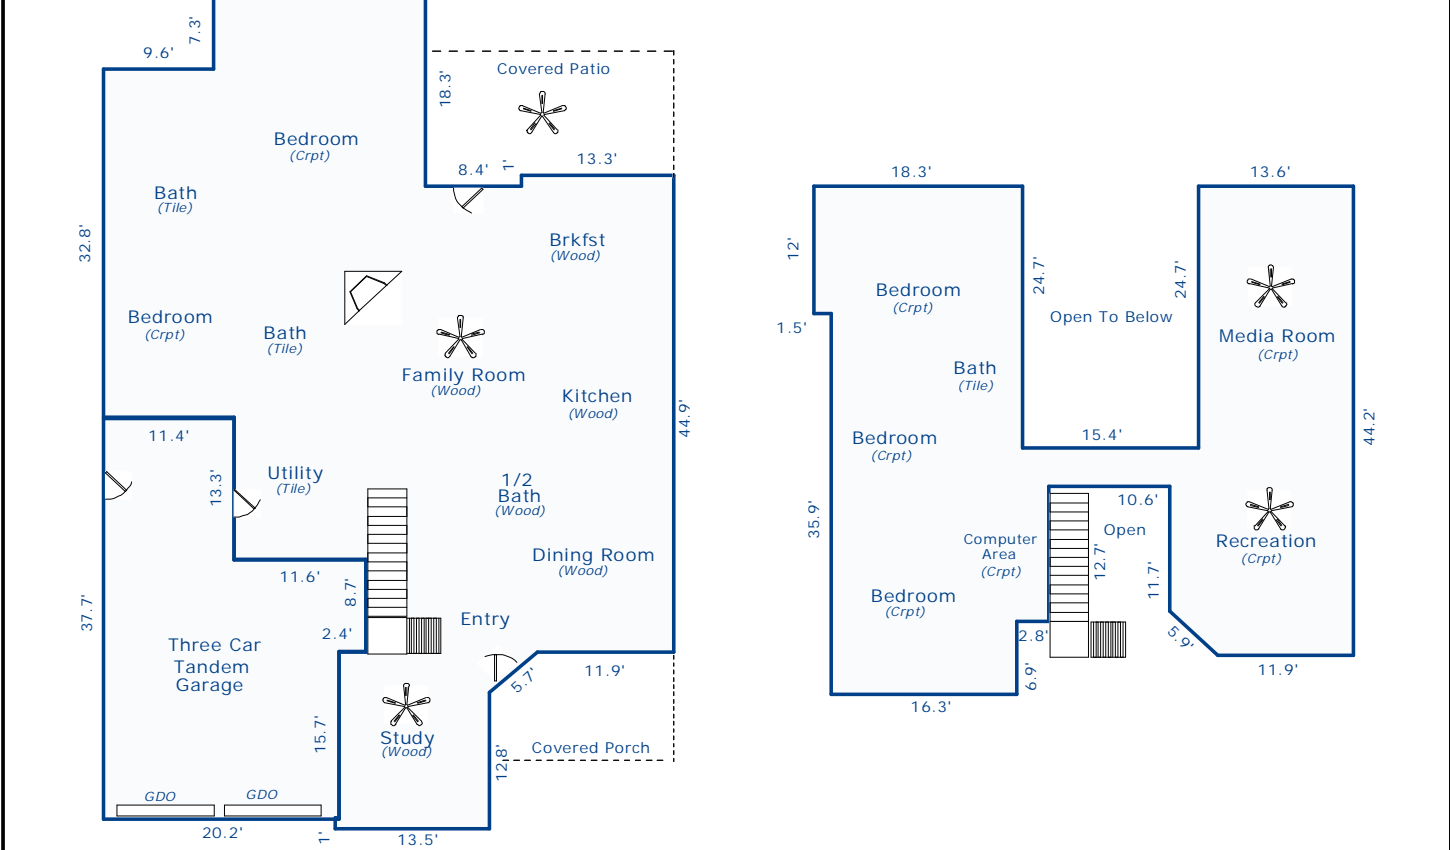 7.3'
9.6'
Covered Patio
18.3'
Bedroom
(Crpt)
8.4'
1'
13.3'
Bath
(Tile)
32.8'
Brkfst
(Wood)
Bedroom
(Crpt)
Bath
(Tile)
Family Room
(Wood)
Kitchen
(Wood)
44.9'
11.4'
13.3'
Utility
(Tile)
1/2
Bath
(Wood)
Dining Room
(Wood)
11.6'
8.7'
37.7'
Entry
2.4'
Three Car
Tandem
Garage
5.7'
11.9'
15.7'
Study
(Wood)
12.8'
Covered Porch
GDO
GDO
20.2'
1'
13.5'
18.3'
13.6'
12'
24.7'
24.7'
Bedroom
(Crpt)
Open To Below
1.5'
Media Room
(Crpt)
Bath
(Tile)
Bedroom
(Crpt)
15.4'
44.2'
35.9'
10.6'
Open
Computer
Area
(Crpt)
12.7'
11.7'
Recreation
(Crpt)
Bedroom
(Crpt)
2.8'
5.9'
6.9'
11.9'
16.3'